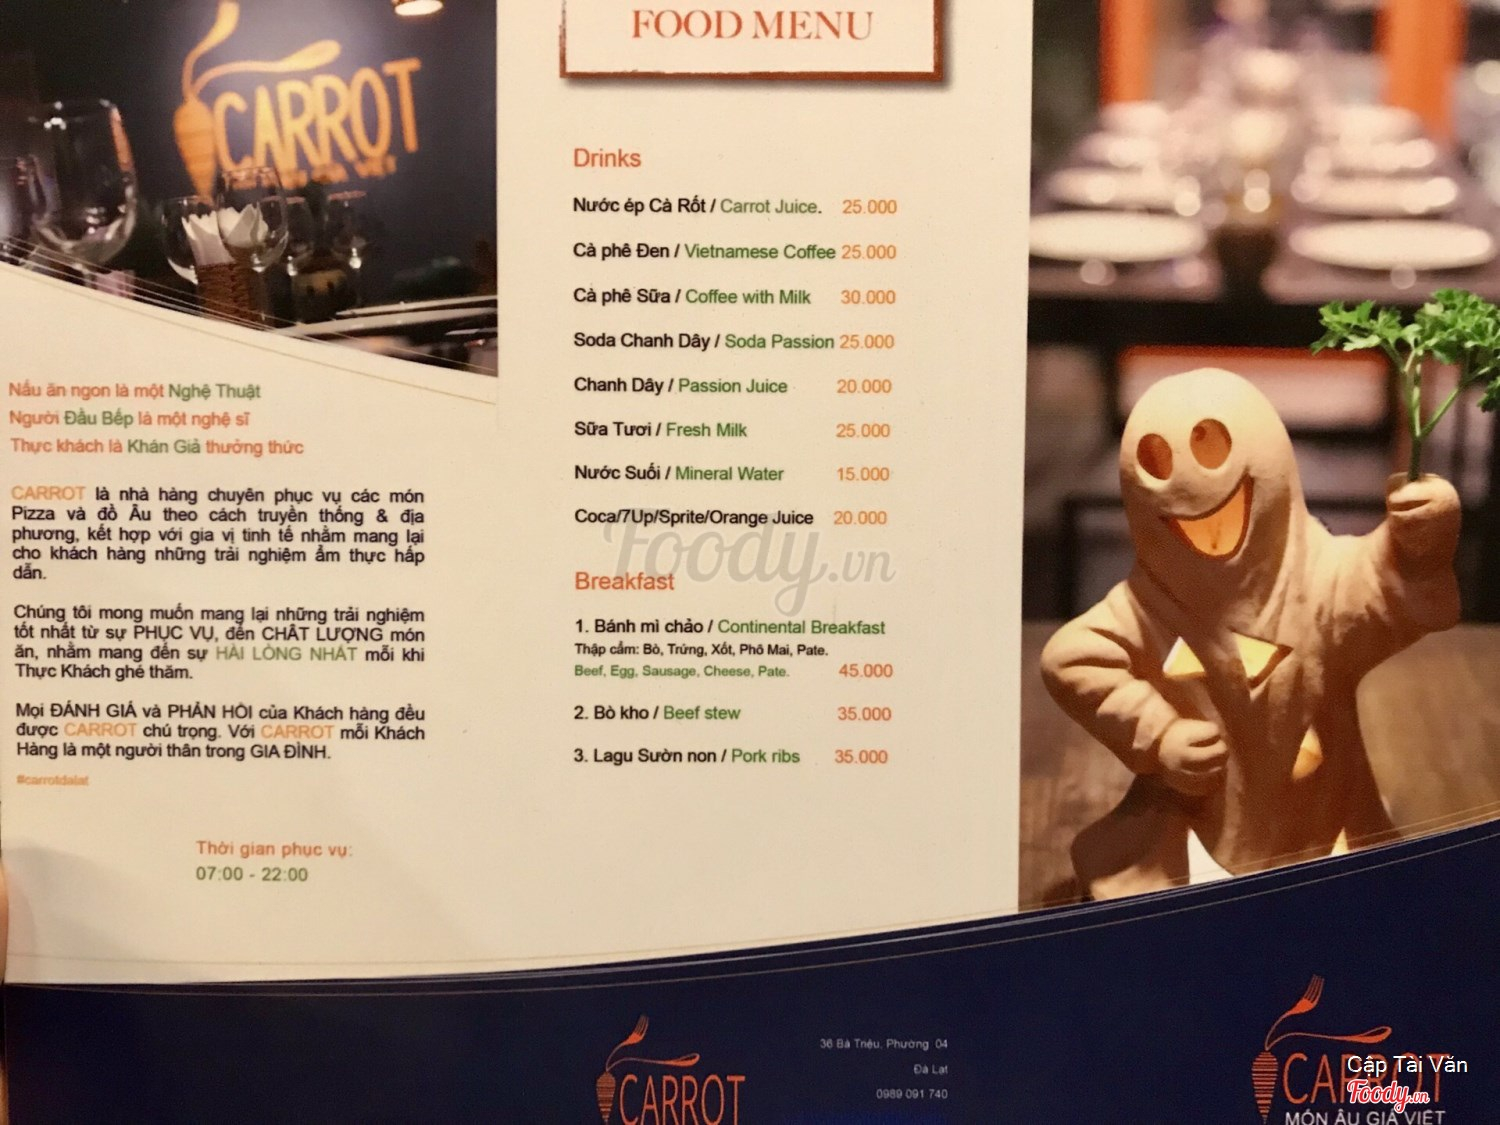 CARROT
FOOD MENU
Nấu ăn ngon là một Nghệ Thuật
Người Đầu Bếp là một nghệ sĩ
Thực khách là Khán Giả thưởng thức
CARROT là nhà hàng chuyên phục vụ các món
Pizza và đồ Âu theo cách truyền thống & địa
phương, kết hợp với gia vị tinh tế nhằm mang lại
cho khách hàng những trải nghiệm ẩm thực hấp
dẫn.
Chúng tôi mong muốn mang lại những trải nghiệm
tốt nhất từ sự PHỤC VỤ, đến CHẤT LƯỢNG món
ăn, nhằm mang đến sự HÀI LÒNG NHẤT mỗi khi
Thực Khách ghé thăm.
Mọi ĐÁNH GIÁ và PHẢN HỒI của Khách hàng đều
được CARROT chú trọng. Với CARROT mỗi Khách
Hàng là một người thân trong GIA ĐÌNH.
#carrotdalat
Thời gian phục vụ:
07:00 - 22:00
Drinks
Nước ép Cà Rốt / Carrot Juice. 25.000
Cà phê Đen / Vietnamese Coffee 25.000
Cà phê Sữa / Coffee with Milk 30.000
Soda Chanh Dây / Soda Passion 25.000
Chanh Dây / Passion Juice 20.000
Sữa Tươi / Fresh Milk 25.000
Nước Suối / Mineral Water 15.000
Coca/7Up/Sprite/Orange Juice 20.000
Foody.vn
Breakfast
1. Bánh mì chảo / Continental Breakfast
Thập cẩm: Bò, Trứng, Xốt, Phô Mai, Pate.
Beef, Egg, Sausage, Cheese, Pate. 45.000
2. Bò kho / Beef stew 35.000
3. Lagu Sườn non / Pork ribs 35.000
CARROT
36 Bà Triệu, Phường 04
Đà Lạt
0989 091 740
CARROT
MÓN ÂU GIÁ VIỆT
Cập Tài Văn
Foody.vn